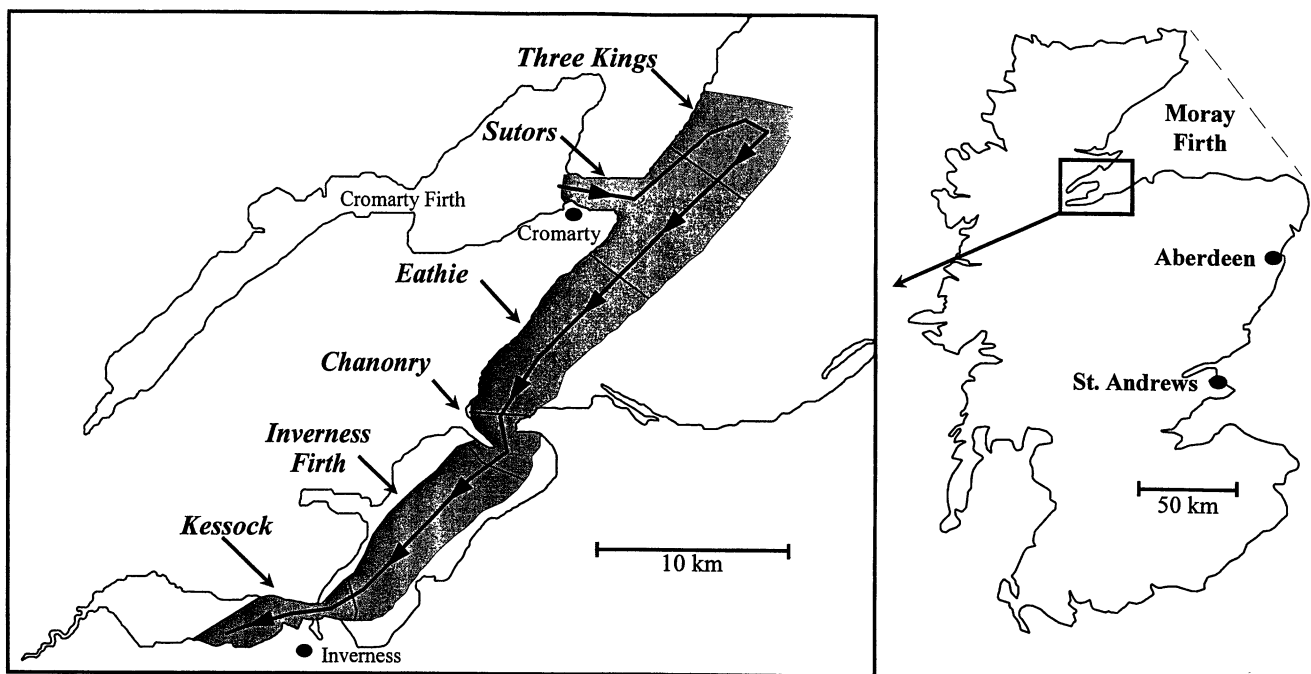 Three Kings
Sutors
Cromarty Firth
Cromarty
Eathie
Chanonry
Inverness
Firth
Kessock
10 km
Inverness
Moray
Firth
Aberdeen
St. Andrews
50 km